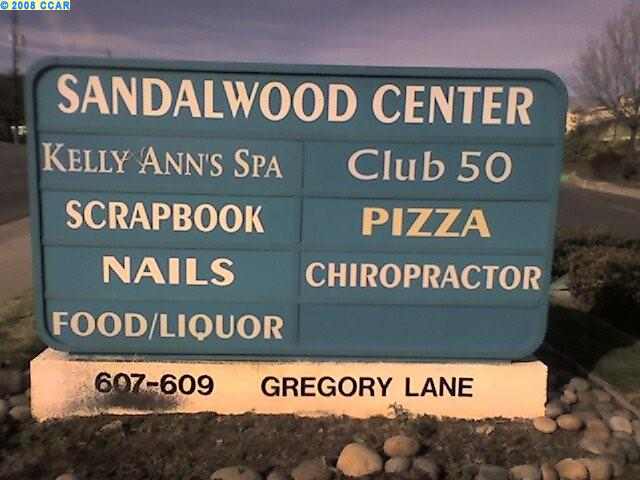 © 2008 CCAR
SANDALWOOD CENTER
KELLY ANN'S SPA
Club 50
SCRAPBOOK
PIZZA
NAILS
CHIROPRACTOR
FOOD/LIQUOR
607-609 GREGORY LANE